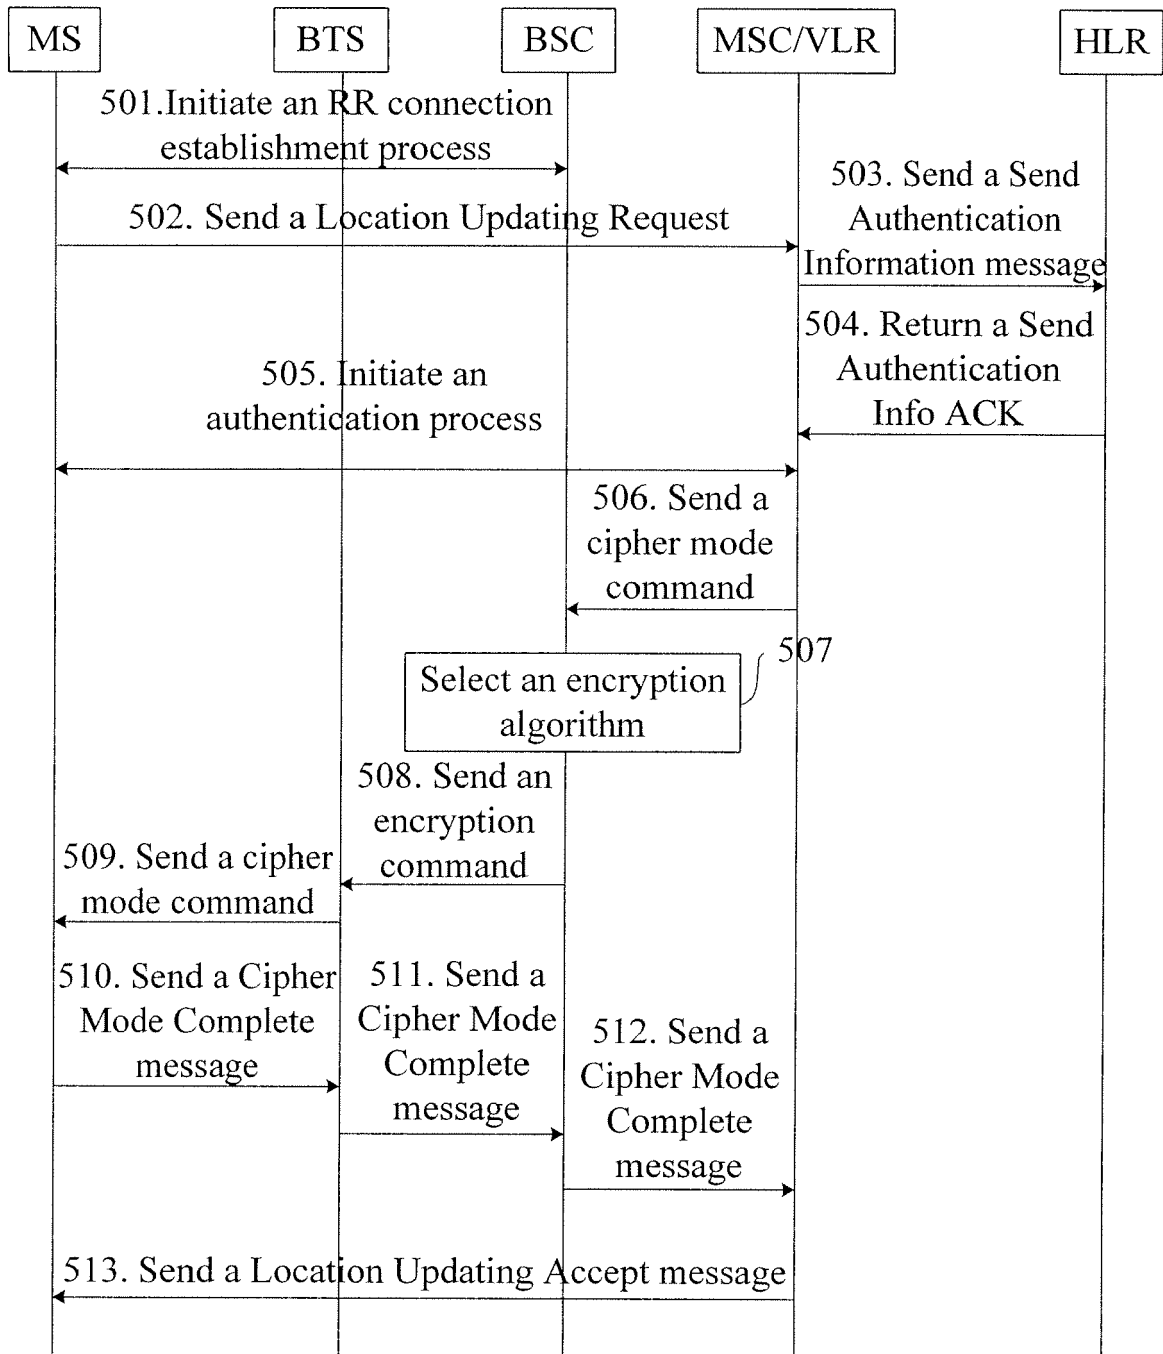 MS
BTS
BSC
MSC/VLR
HLR
501.Initiate an RR connection
establishment process
502. Send a Location Updating Request
503. Send a Send
Authentication
Information message
504. Return a Send
Authentication
Info ACK
505. Initiate an
authentication process
506. Send a
cipher mode
command
507
Select an encryption
algorithm
508. Send an
encryption
command
509. Send a cipher
mode command
510. Send a Cipher
Mode Complete
message
511. Send a
Cipher Mode
Complete
message
512. Send a
Cipher Mode
Complete
message
513. Send a Location Updating Accept message